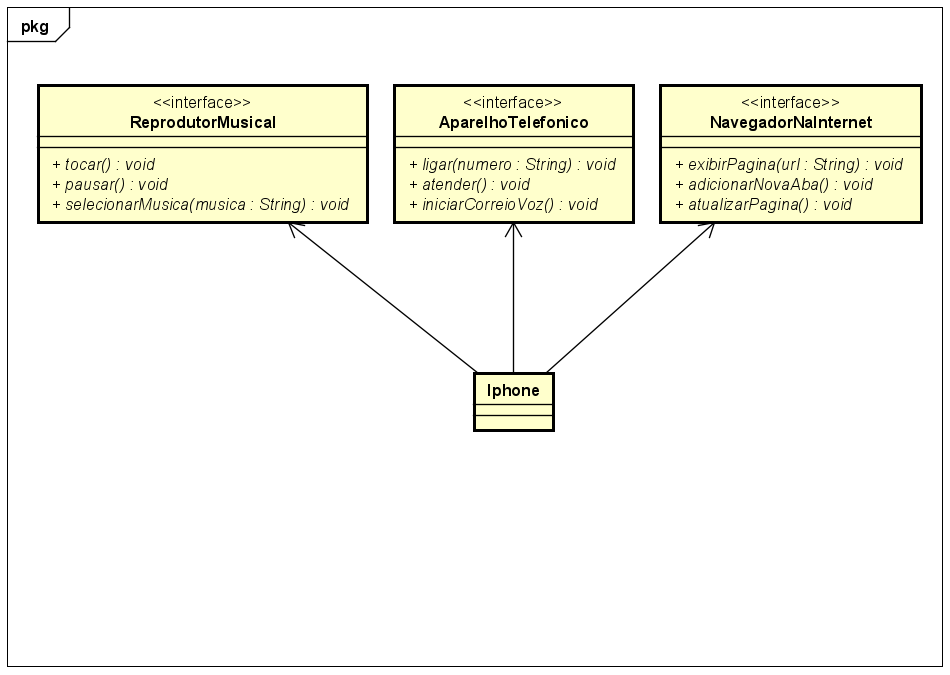 pkg
<<interface>>
ReprodutorMusical
+ tocar() : void
+ pausar() : void
+ selecionarMusica(musica : String) : void
<<interface>>
AparelhoTelefonico
+ ligar(numero : String) : void
+ atender() : void
+ iniciarCorreioVoz() : void
<<interface>>
NavegadorNaInternet
+ exibirPagina(url : String) : void
+ adicionarNovaAba() : void
+ atualizarPagina() : void
Iphone